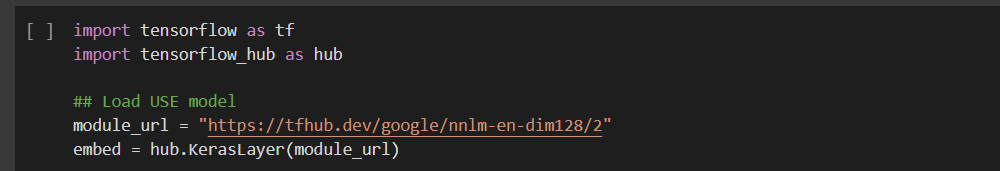 [ ] import tensorflow as tf
import tensorflow_hub as hub
## Load USE model
module_url = "https://tfhub.dev/google/nnlm-en-dim128/2"
embed = hub.KerasLayer(module_url)